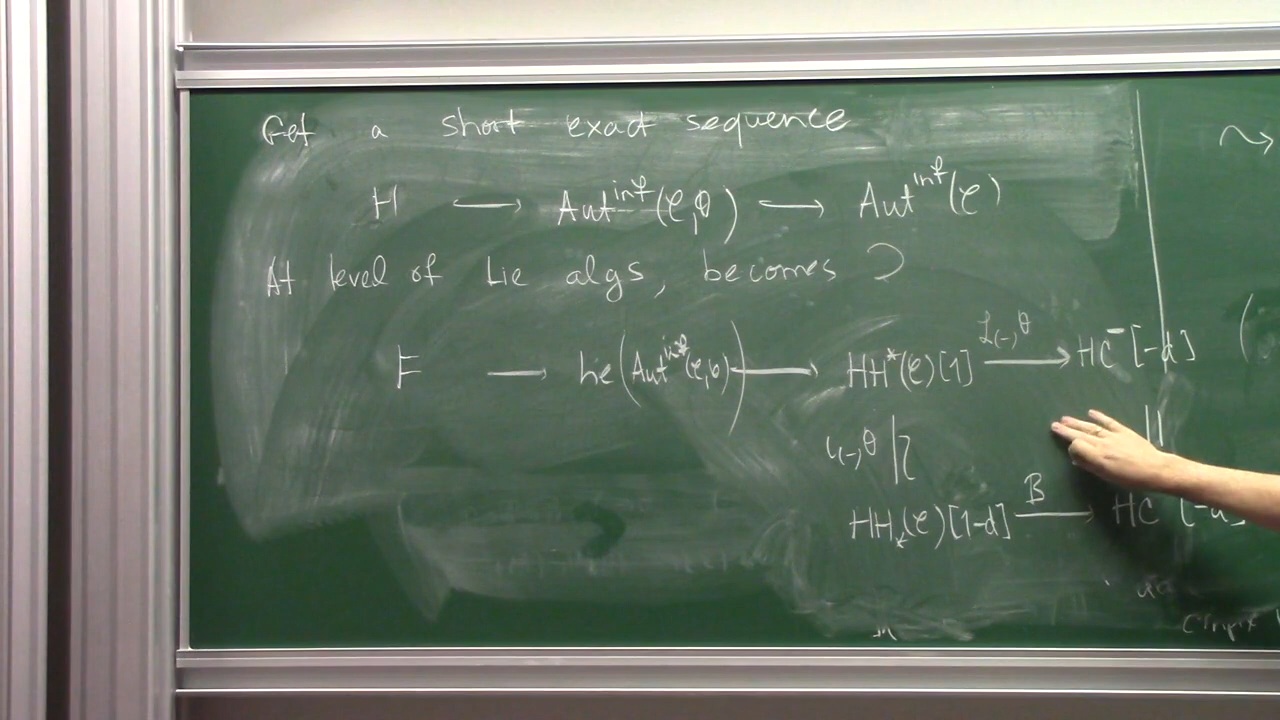 Get a short exact sequence
H → Aut^inf(𝒞, θ) → Aut^inf(𝒞)
At level of Lie algs, becomes
F → Lie(Aut^inf(𝒞, θ)) → HH^*(𝒞)[1] —L_(-)θ→ HC^-[-d]
ι_(-)θ
HH_*(𝒞)[1-d] —B→ HC [-d]